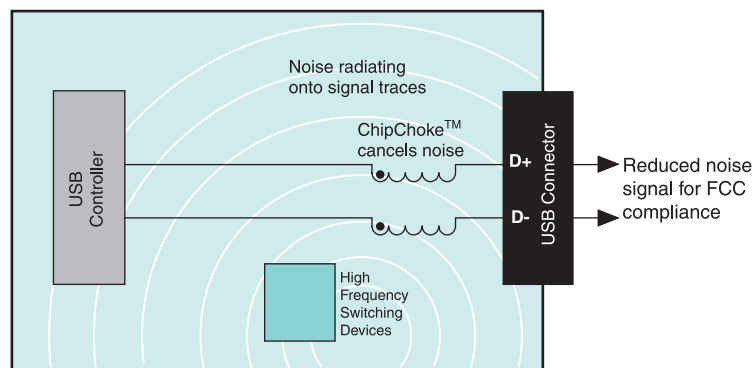 Noise radiating
onto signal traces
ChipChoke™
cancels noise
USB
Controller
D+
D-
USB Connector
Reduced noise
signal for FCC
compliance
High
Frequency
Switching
Devices